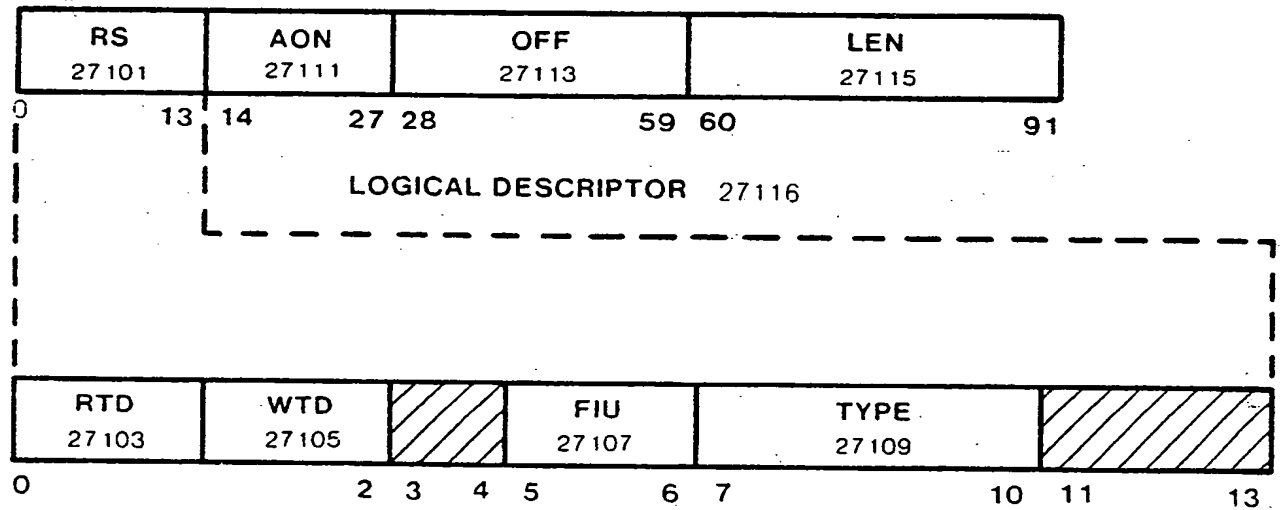 RS AON OFF LEN
27101 27111 27113 27115
0 13 14 27 28 59 60 91
LOGICAL DESCRIPTOR 27116
RTD WTD FIU TYPE
27103 27105 27107 27109
0 2 3 4 5 6 7 10 11 13